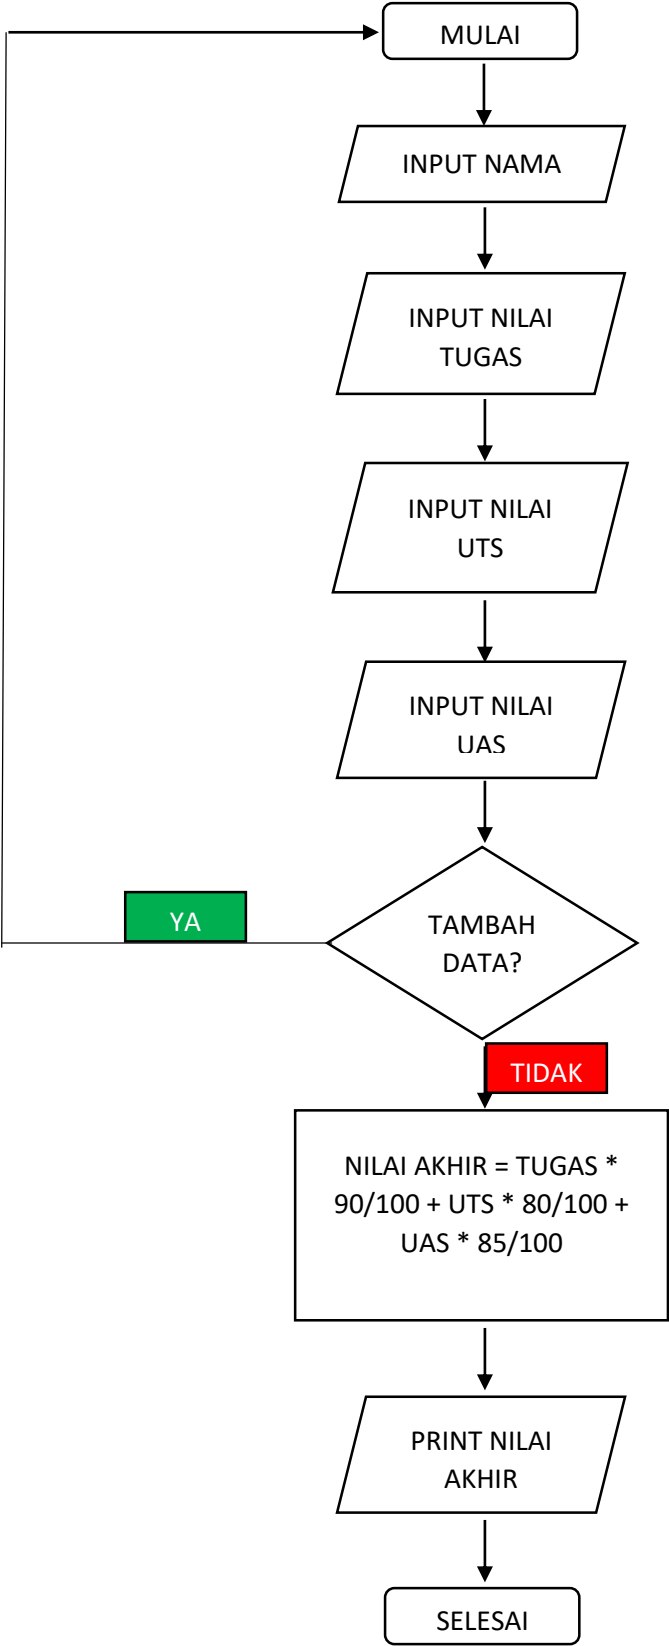 MULAI
INPUT NAMA
INPUT NILAI
TUGAS
INPUT NILAI
UTS
INPUT NILAI
UAS
TAMBAH
DATA?
YA
TIDAK
NILAI AKHIR = TUGAS *
90/100 + UTS * 80/100 +
UAS * 85/100
PRINT NILAI
AKHIR
SELESAI